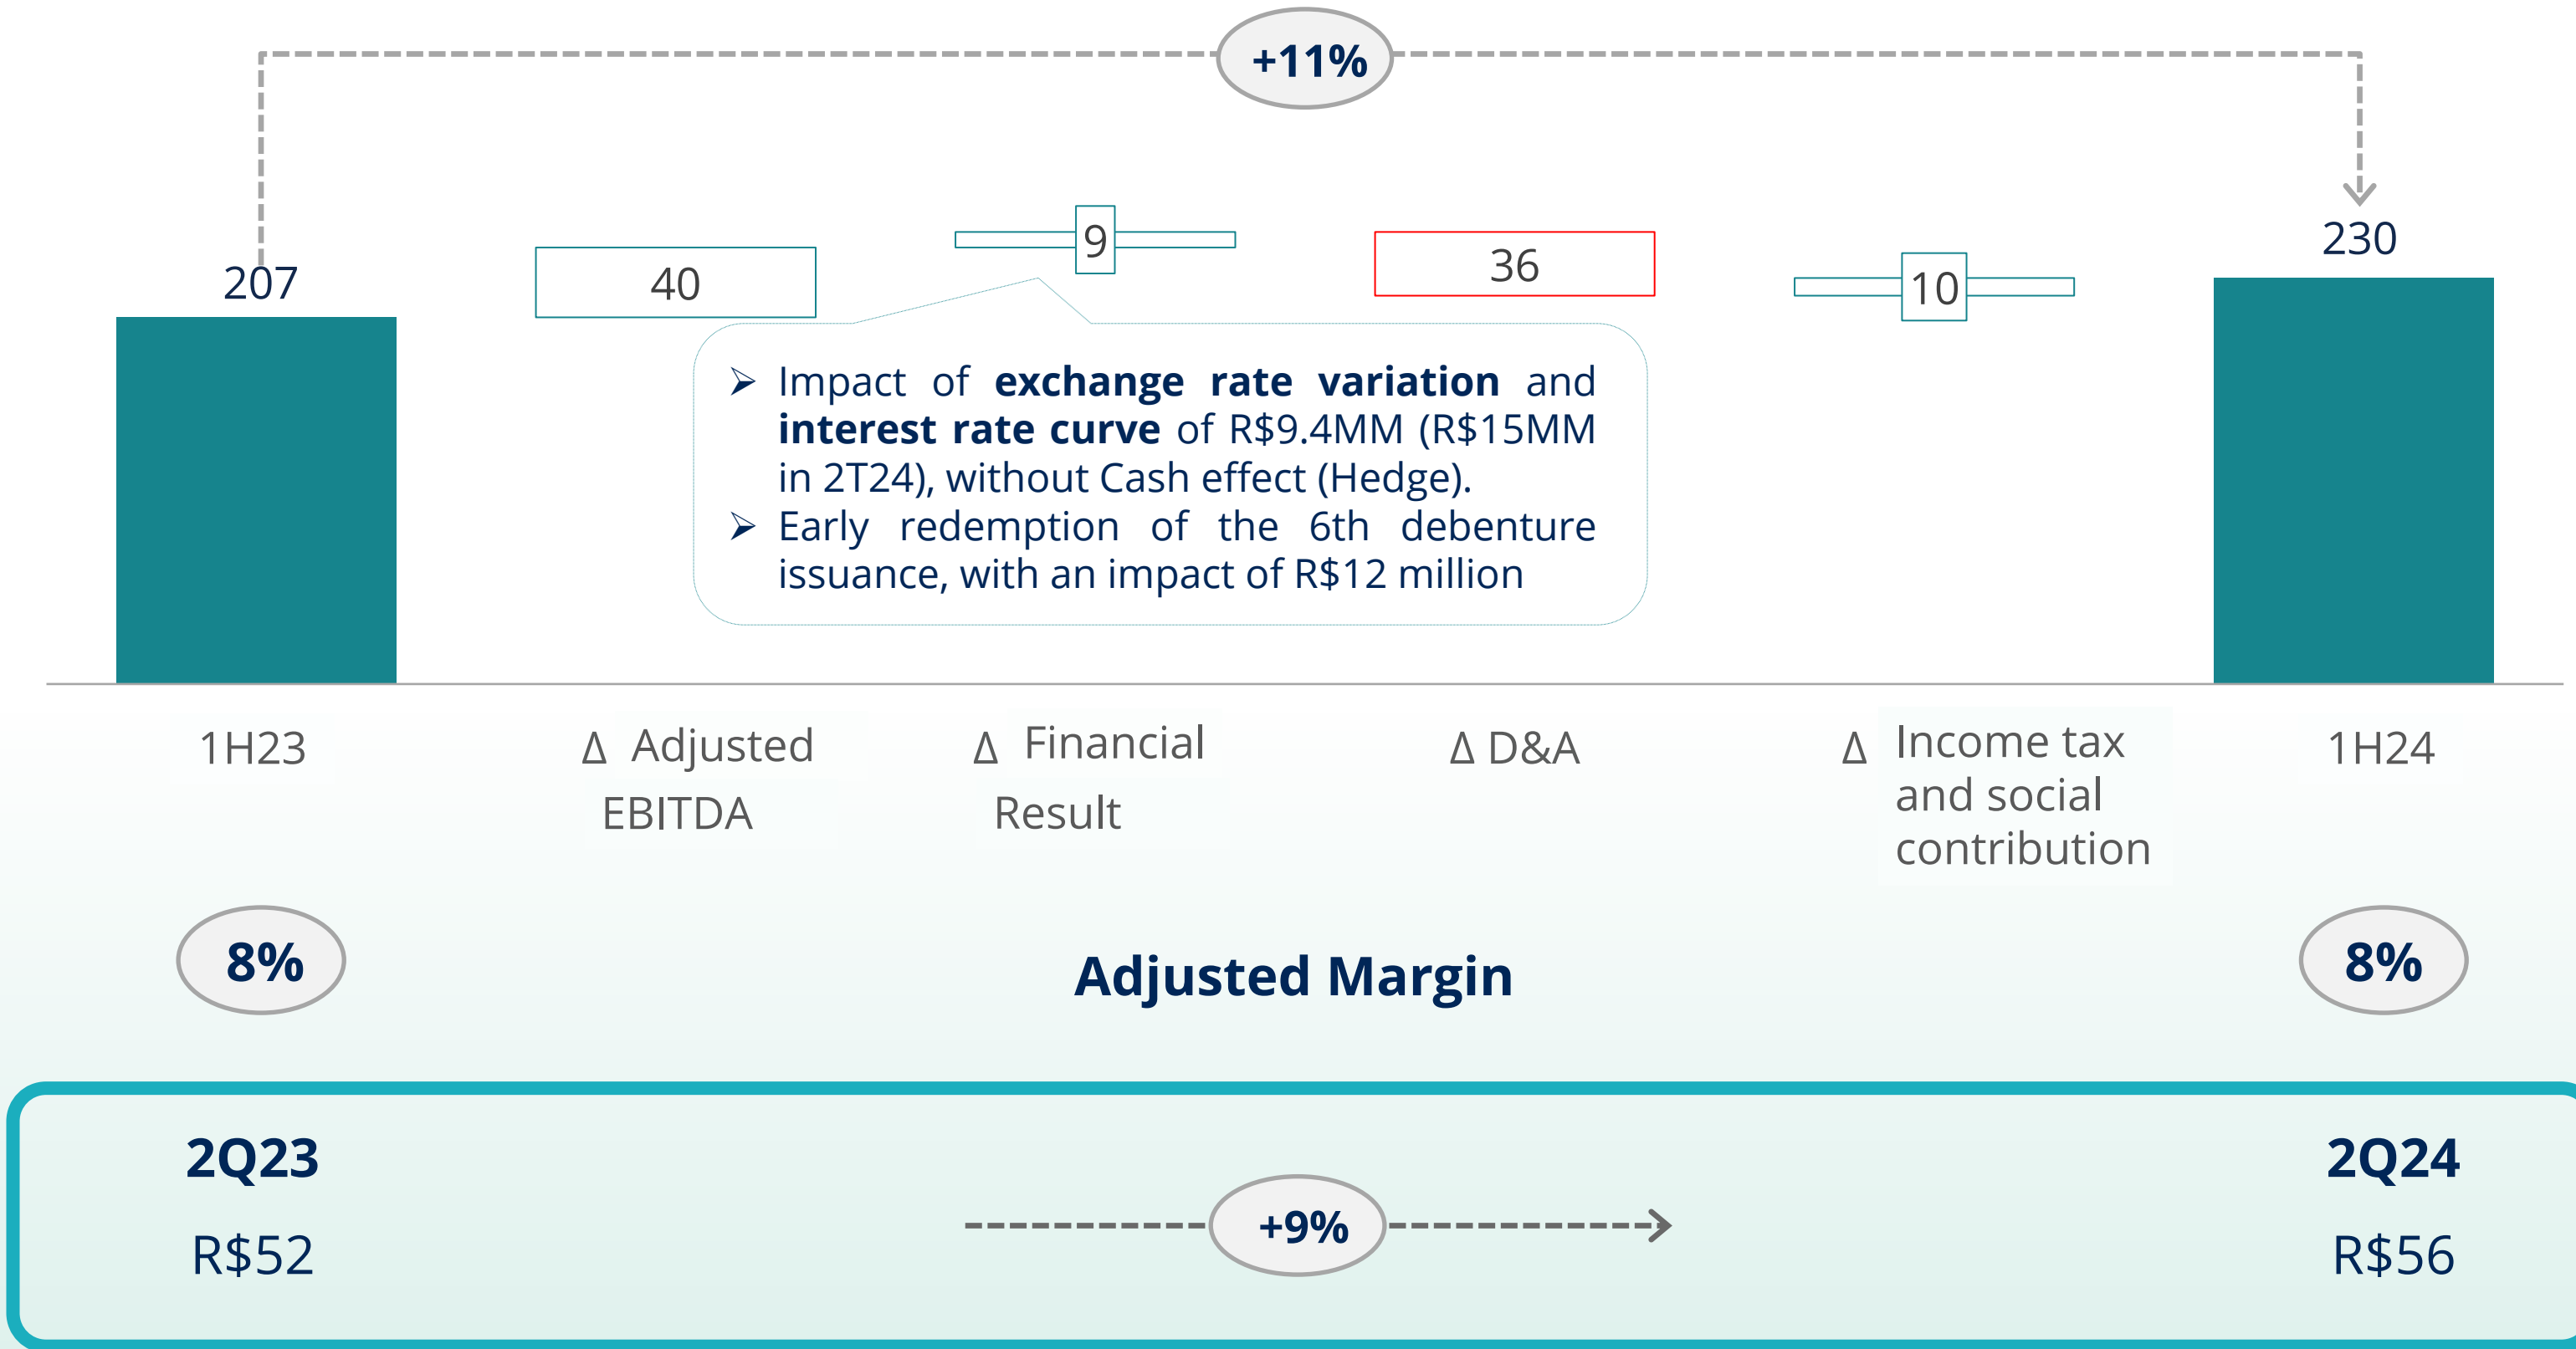 +11%
207
40
9
36
10
230
➢ Impact of exchange rate variation and
interest rate curve of R$9.4MM (R$15MM
in 2T24), without Cash effect (Hedge).
➢ Early redemption of the 6th debenture
issuance, with an impact of R$12 million
1H23
Δ Adjusted
EBITDA
Δ Financial
Result
Δ D&A
Δ Income tax
and social
contribution
1H24
8%
Adjusted Margin
8%
2Q23
2Q24
+9%
R$52
R$56